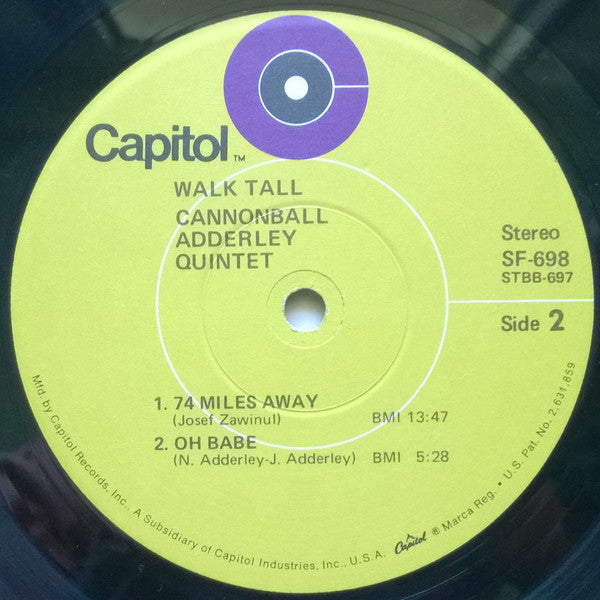 Capitol™
WALK TALL
CANNONBALL
ADDERLEY
QUINTET
Stereo
SF-698
STBB-697
Side 2
1. 74 MILES AWAY
(Josef Zawinul) BMI 13:47
2. OH BABE
(N. Adderley-J. Adderley) BMI 5:28
Mfd. by Capitol Records, Inc. A Subsidiary of Capitol Industries, Inc., U.S.A. Capitol ® Marca Reg. • U.S. Pat. No. 2,631,859